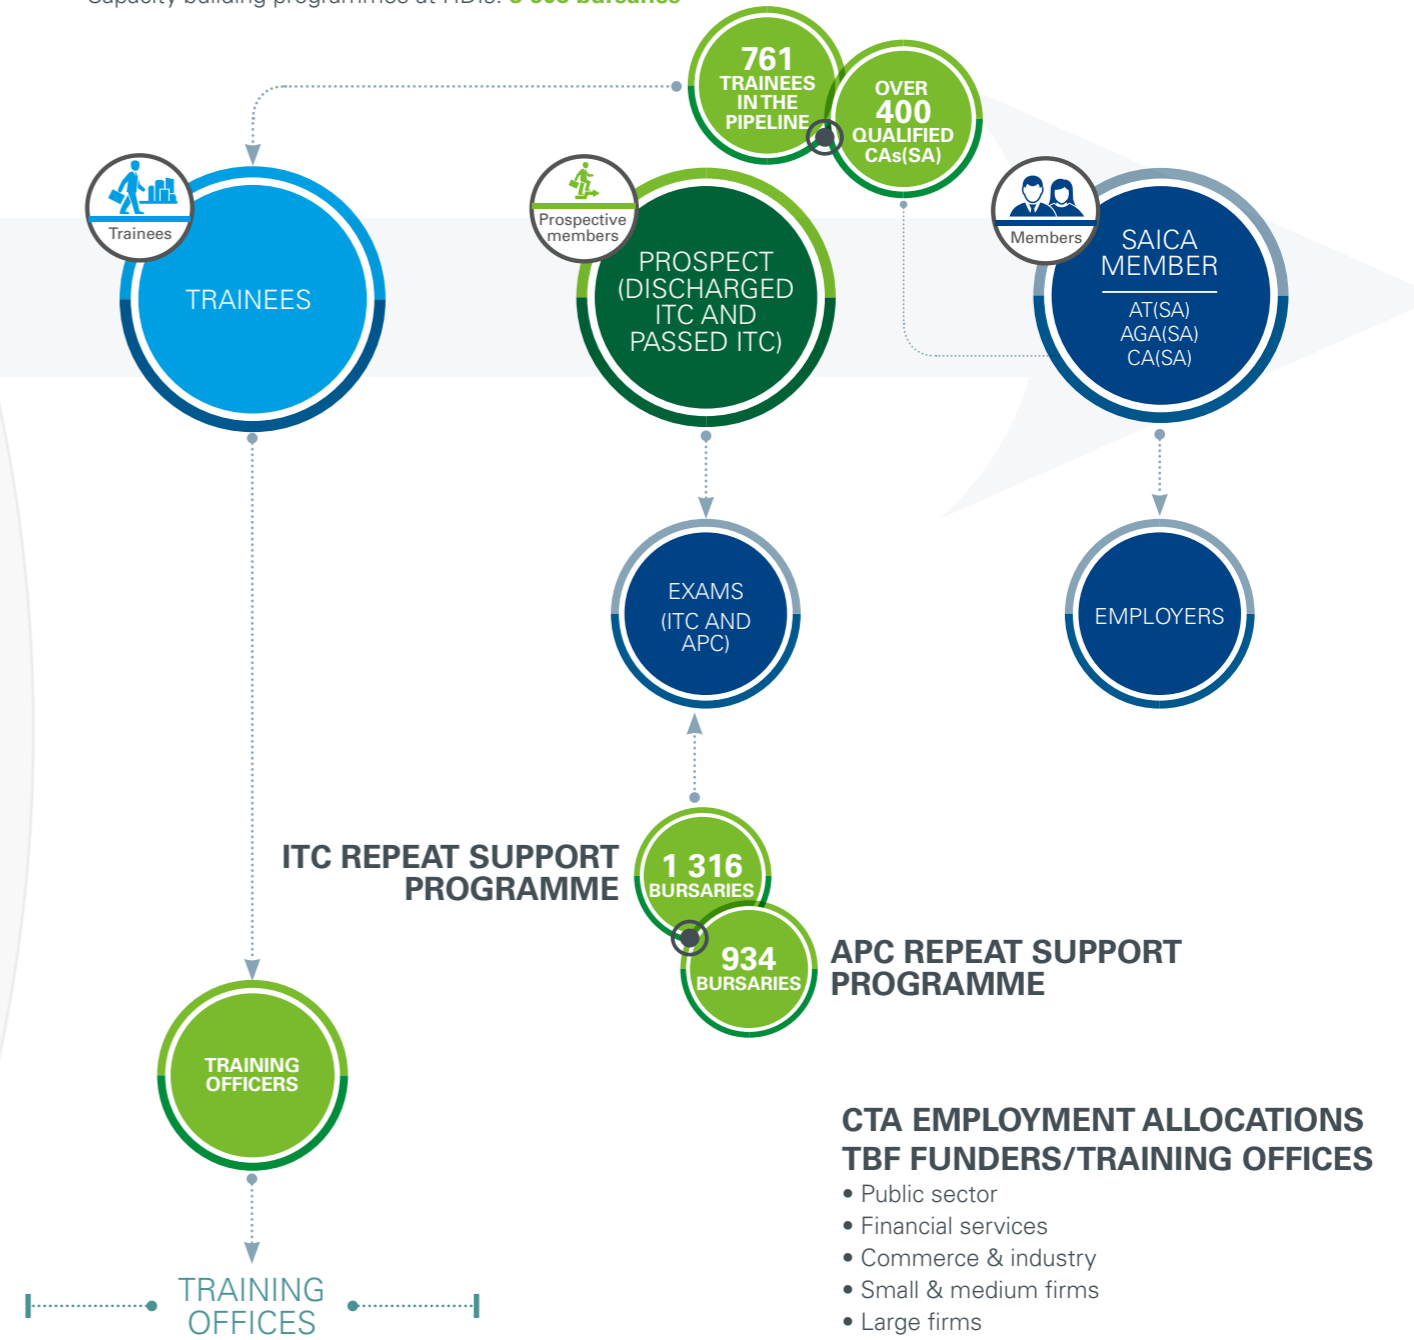 761
TRAINEES
IN THE
PIPELINE
OVER
400
QUALIFIED
CAs(SA)
Trainees
TRAINEES
Prospective
members
PROSPECT
(DISCHARGED
ITC AND
PASSED ITC)
Members
SAICA
MEMBER
AT(SA)
AGA(SA)
CA(SA)
EXAMS
(ITC AND
APC)
EMPLOYERS
ITC REPEAT SUPPORT
PROGRAMME
1 316
BURSARIES
934
BURSARIES
APC REPEAT SUPPORT
PROGRAMME
TRAINING
OFFICERS
TRAINING
OFFICES
CTA EMPLOYMENT ALLOCATIONS
TBF FUNDERS/TRAINING OFFICES
• Public sector
• Financial services
• Commerce & industry
• Small & medium firms
• Large firms